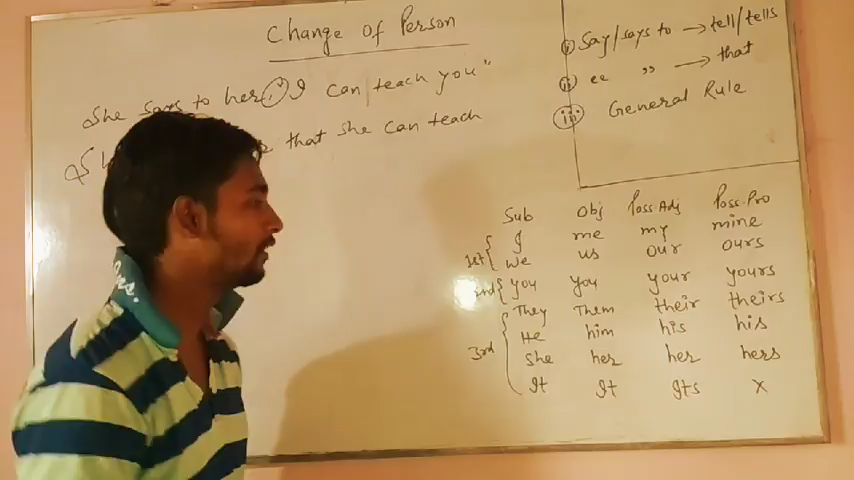 Change of Person
She says to her, " I can teach you"
that she can teach
(i) Say/says to → tell/tells
(ii) " " → that
(iii) General Rule
Sub Obj Poss.Adj Poss.Pro
1st I me my mine
we us our ours
2nd you you your yours
They Them their theirs
He him his his
3rd She her her hers
It It Its X